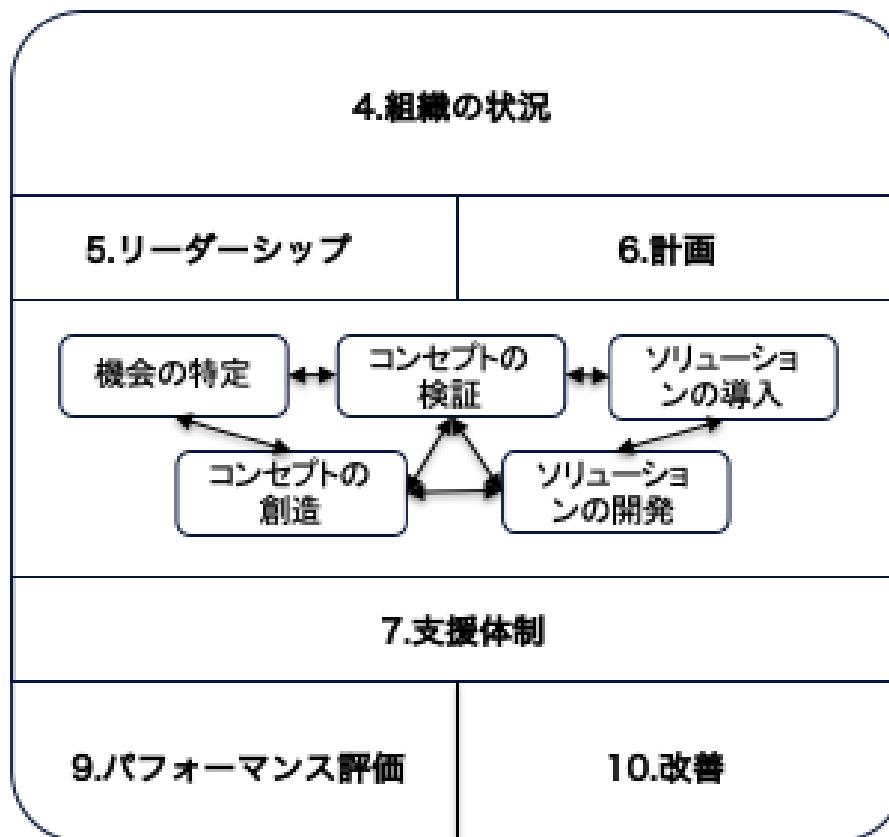 4.組織の状況
5.リーダーシップ
6.計画
機会の特定
コンセプトの
検証
ソリューショ
ンの導入
コンセプトの
創造
ソリューショ
ンの開発
7.支援体制
9.パフォーマンス評価
10.改善